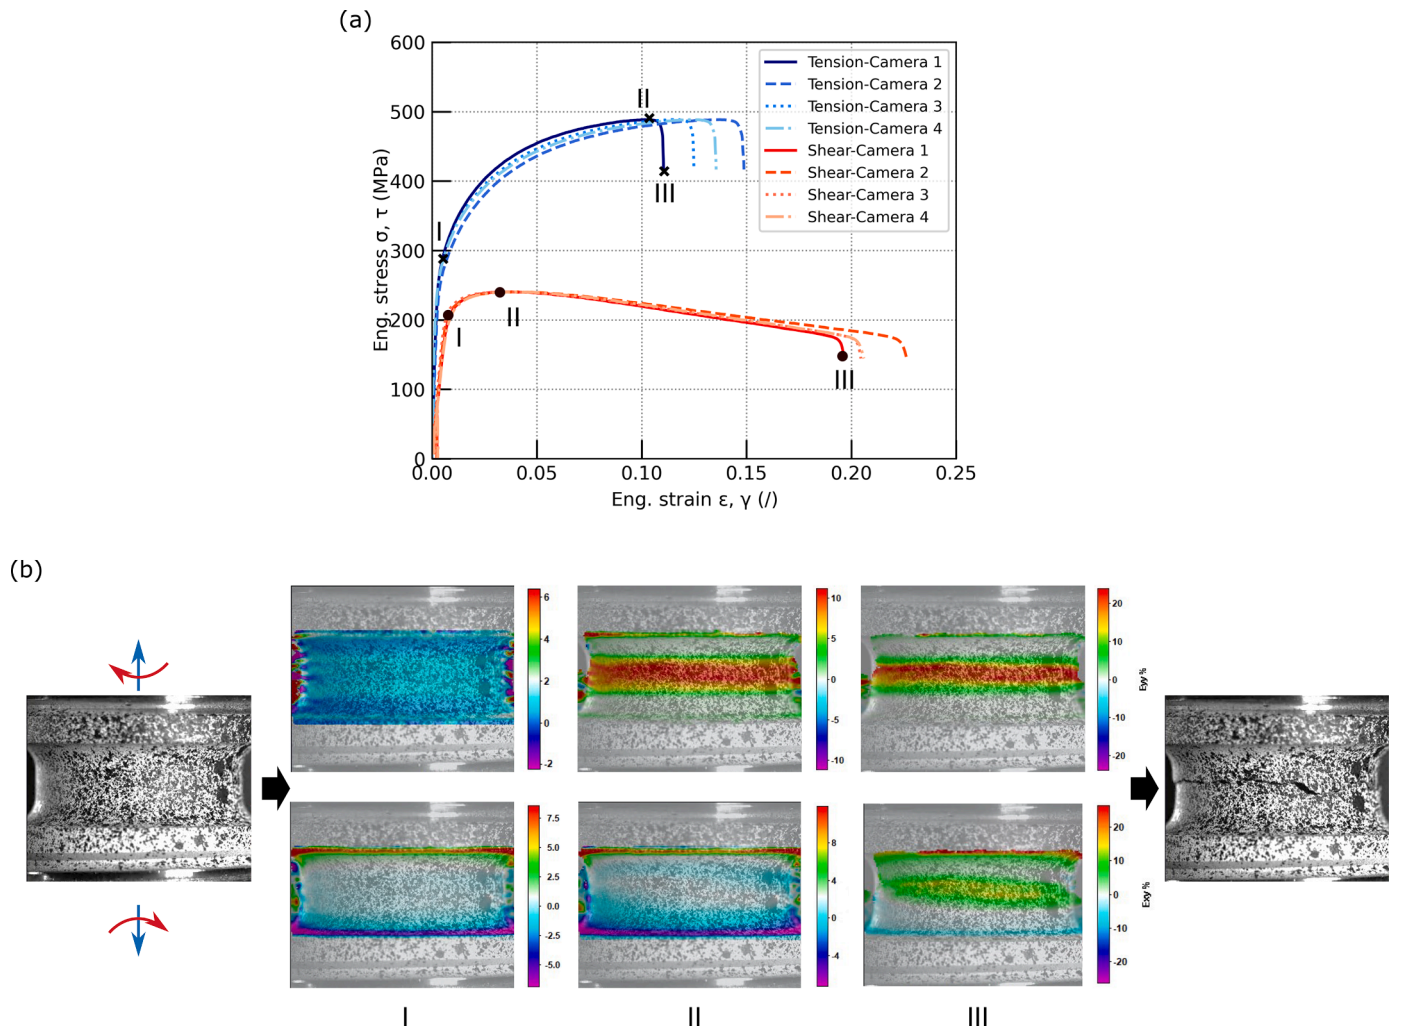 (a)
600
500
400
300
200
100
0
Eng. stress σ, τ (MPa)
0.00 0.05 0.10 0.15 0.20 0.25
Eng. strain ε, γ (/)
Tension-Camera 1
Tension-Camera 2
Tension-Camera 3
Tension-Camera 4
Shear-Camera 1
Shear-Camera 2
Shear-Camera 3
Shear-Camera 4
I
II
III
I
II
III
(b)
6
4
2
0
-2
10
5
0
-5
-10
20
10
0
-10
-20
Eyy %
7.5
5.0
2.5
0.0
-2.5
-5.0
8
4
0
-4
20
10
0
-10
-20
Exy %
I II III